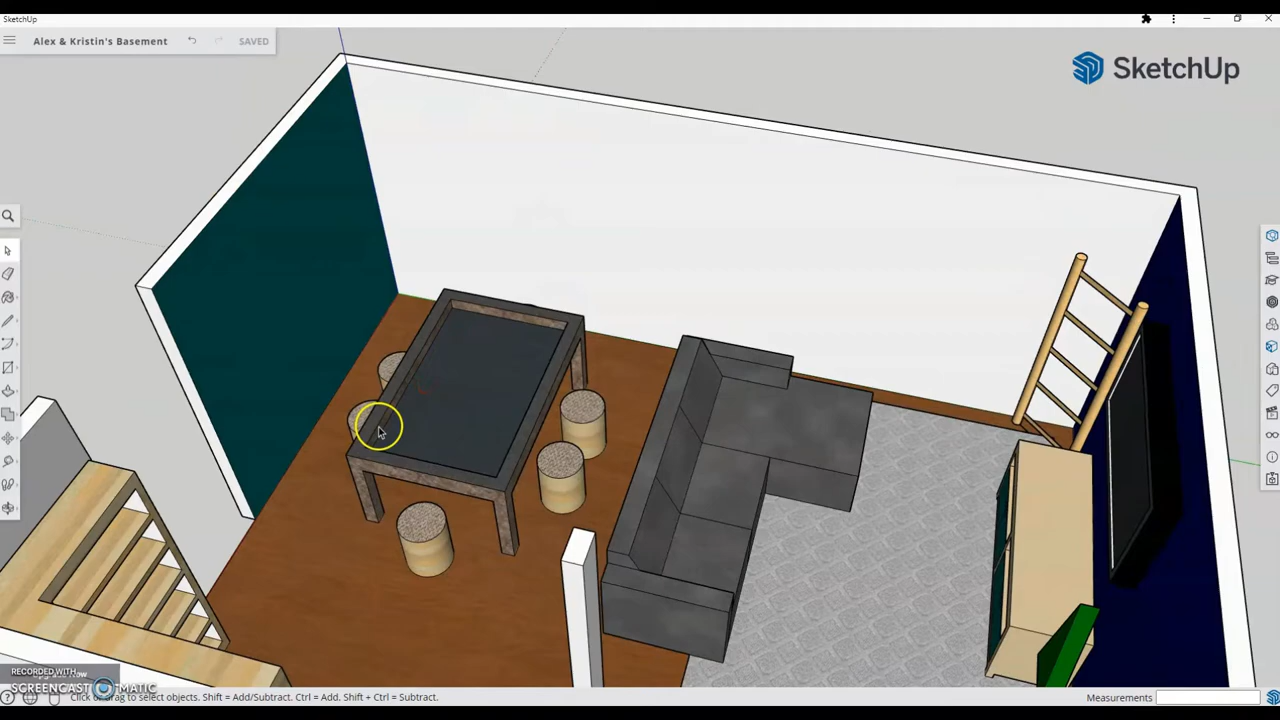 SketchUp
Alex & Kristin's Basement
SAVED
SketchUp
RECORDED WITH
SCREENCAST MATIC
Click or drag to select objects. Shift = Add/Subtract. Ctrl = Add. Shift + Ctrl = Subtract.
Measurements